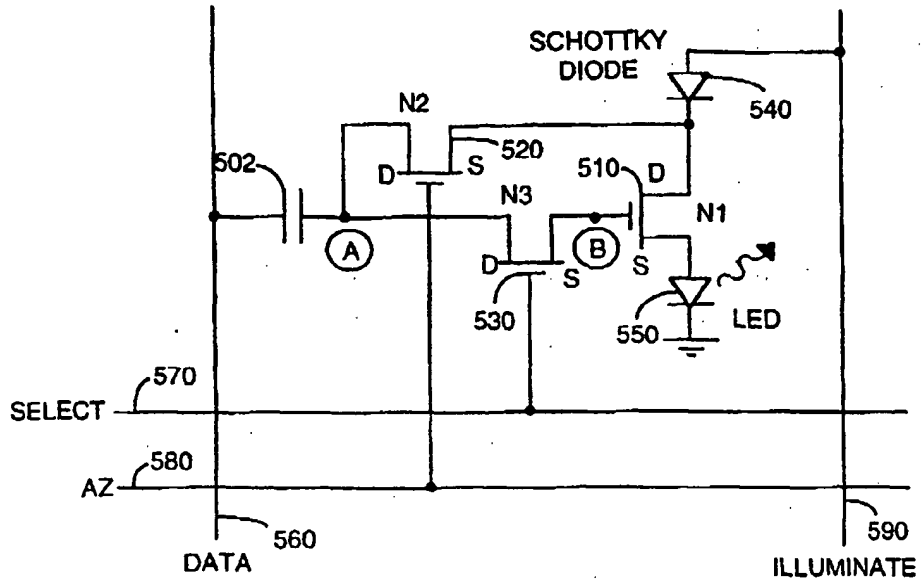 SCHOTTKY
DIODE
540
N2
502
D
S
520
510
D
N3
N1
A
B
D
S
S
530
550
LED
570
SELECT
580
AZ
560
590
DATA
ILLUMINATE